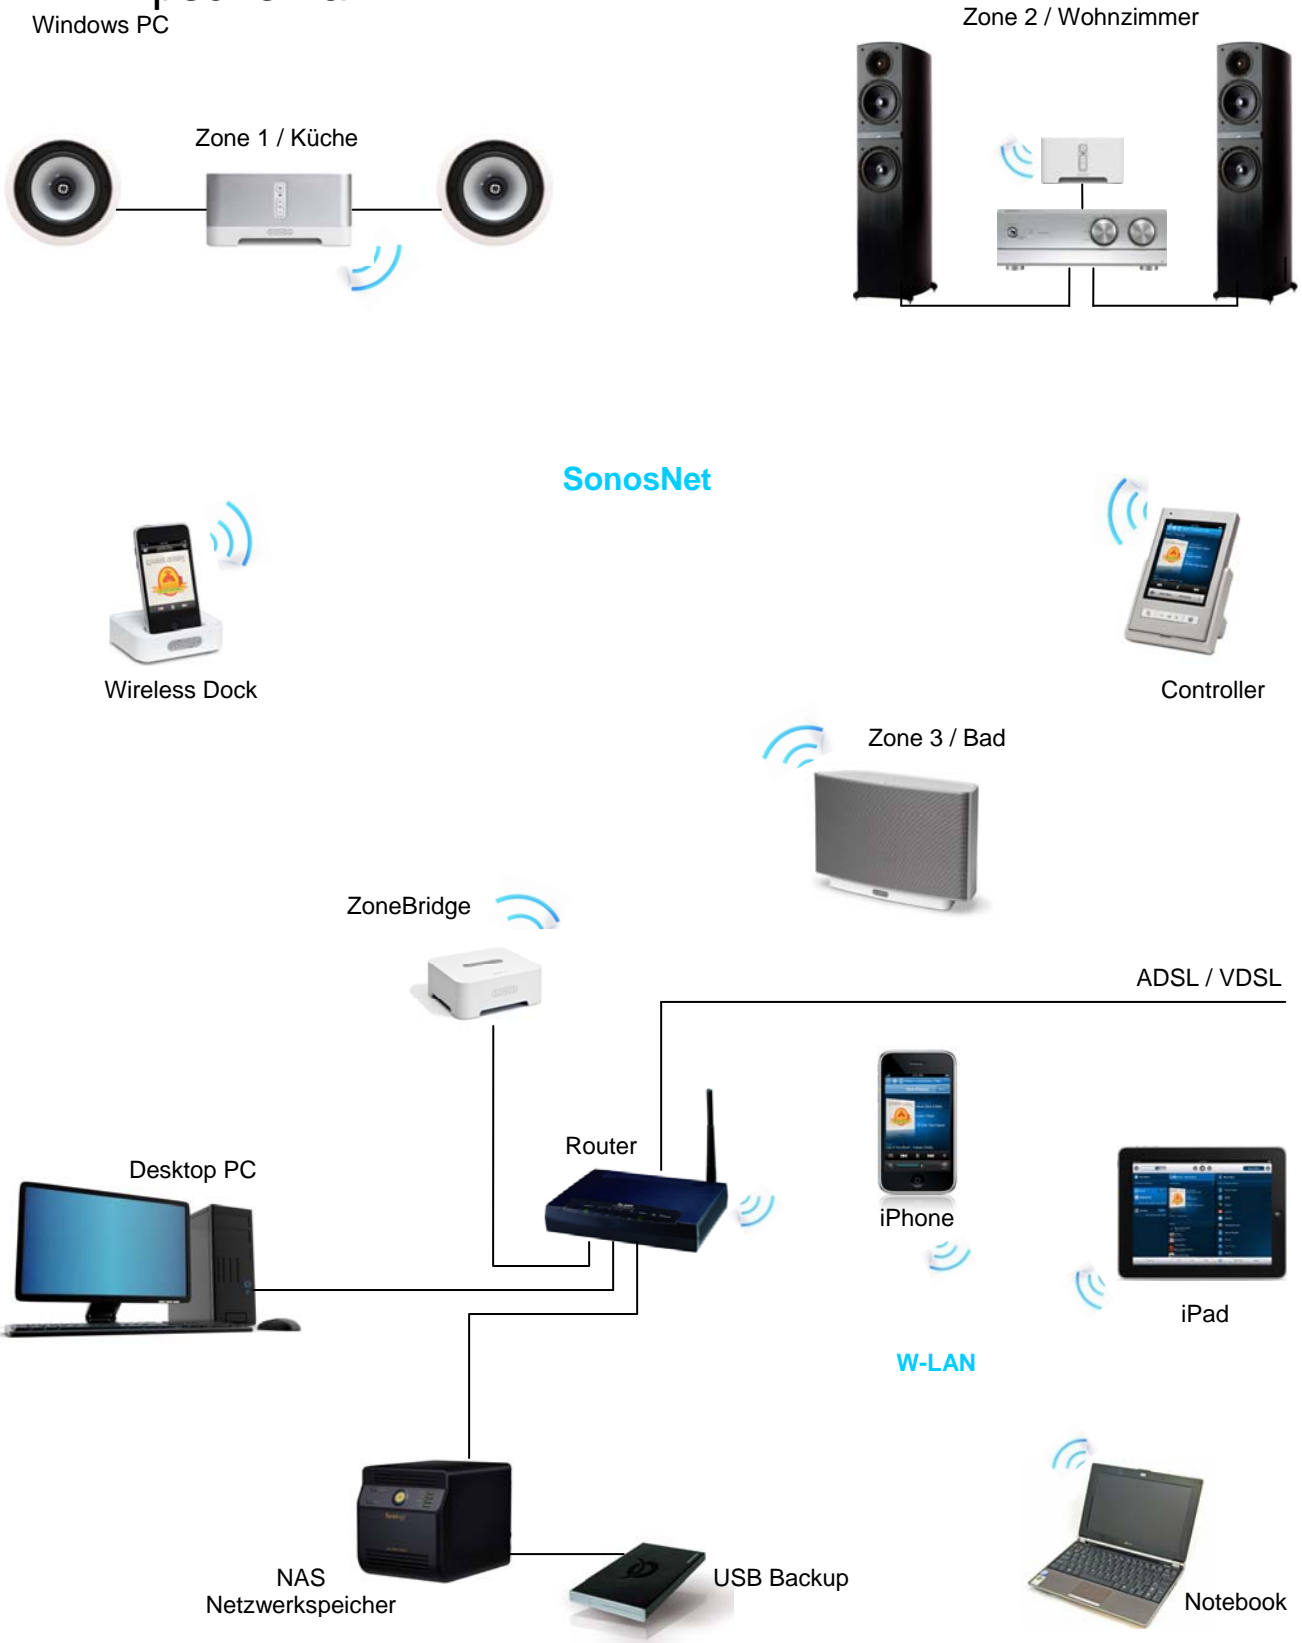 Windows PC
Zone 2 / Wohnzimmer
Zone 1 / Küche
SonosNet
Wireless Dock
Controller
Zone 3 / Bad
ZoneBridge
ADSL / VDSL
Router
Desktop PC
iPhone
iPad
W-LAN
NAS
Netzwerkspeicher
USB Backup
Notebook